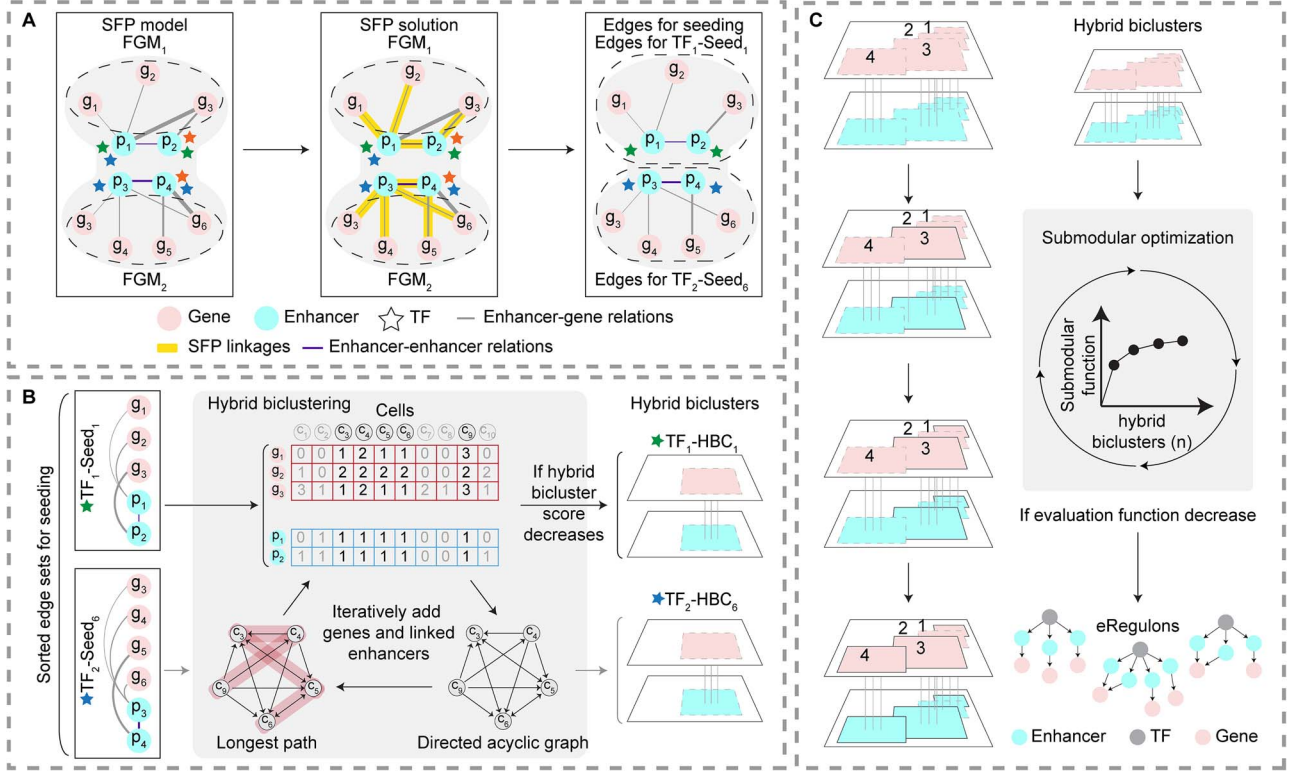 A
SFP model
FGM1
g2
g1
g3
p1
p2
p3
p4
g3
g6
g4
g5
FGM2
SFP solution
FGM1
g2
g1
g3
p1
p2
p3
p4
g3
g6
g4
g5
FGM2
Edges for seeding
Edges for TF1-Seed1
g2
g1
g3
p1
p2
p3
p4
g3
g6
g4
g5
Edges for TF2-Seed6
Gene
Enhancer
TF
Enhancer-gene relations
SFP linkages
Enhancer-enhancer relations
B
Sorted edge sets for seeding
TF1-Seed1
g1
g2
g3
p1
p2
TF2-Seed6
g3
g4
g5
g6
p3
p4
Hybrid biclustering
Cells
c1 c2 c3 c4 c5 c6 c7 c8 c9 c10
g1 0 0 1 2 1 1 0 0 3 0
g2 1 0 2 2 2 2 0 0 2 2
g3 3 1 1 2 1 1 2 1 3 1
p1 0 1 1 1 1 1 0 0 1 0
p2 1 1 1 1 1 1 0 0 1 1
Iteratively add
genes and linked
enhancers
c3
c4
c9
c5
c6
Longest path
c3
c4
c9
c5
c6
Directed acyclic graph
If hybrid
bicluster
score
decreases
Hybrid biclusters
TF1-HBC1
TF2-HBC6
C
2 1
4 3
2 1
4 3
2 1
4 3
2 1
4 3
Hybrid biclusters
Submodular optimization
Submodular
function
hybrid
biclusters (n)
If evaluation function decrease
eRegulons
Enhancer
TF
Gene